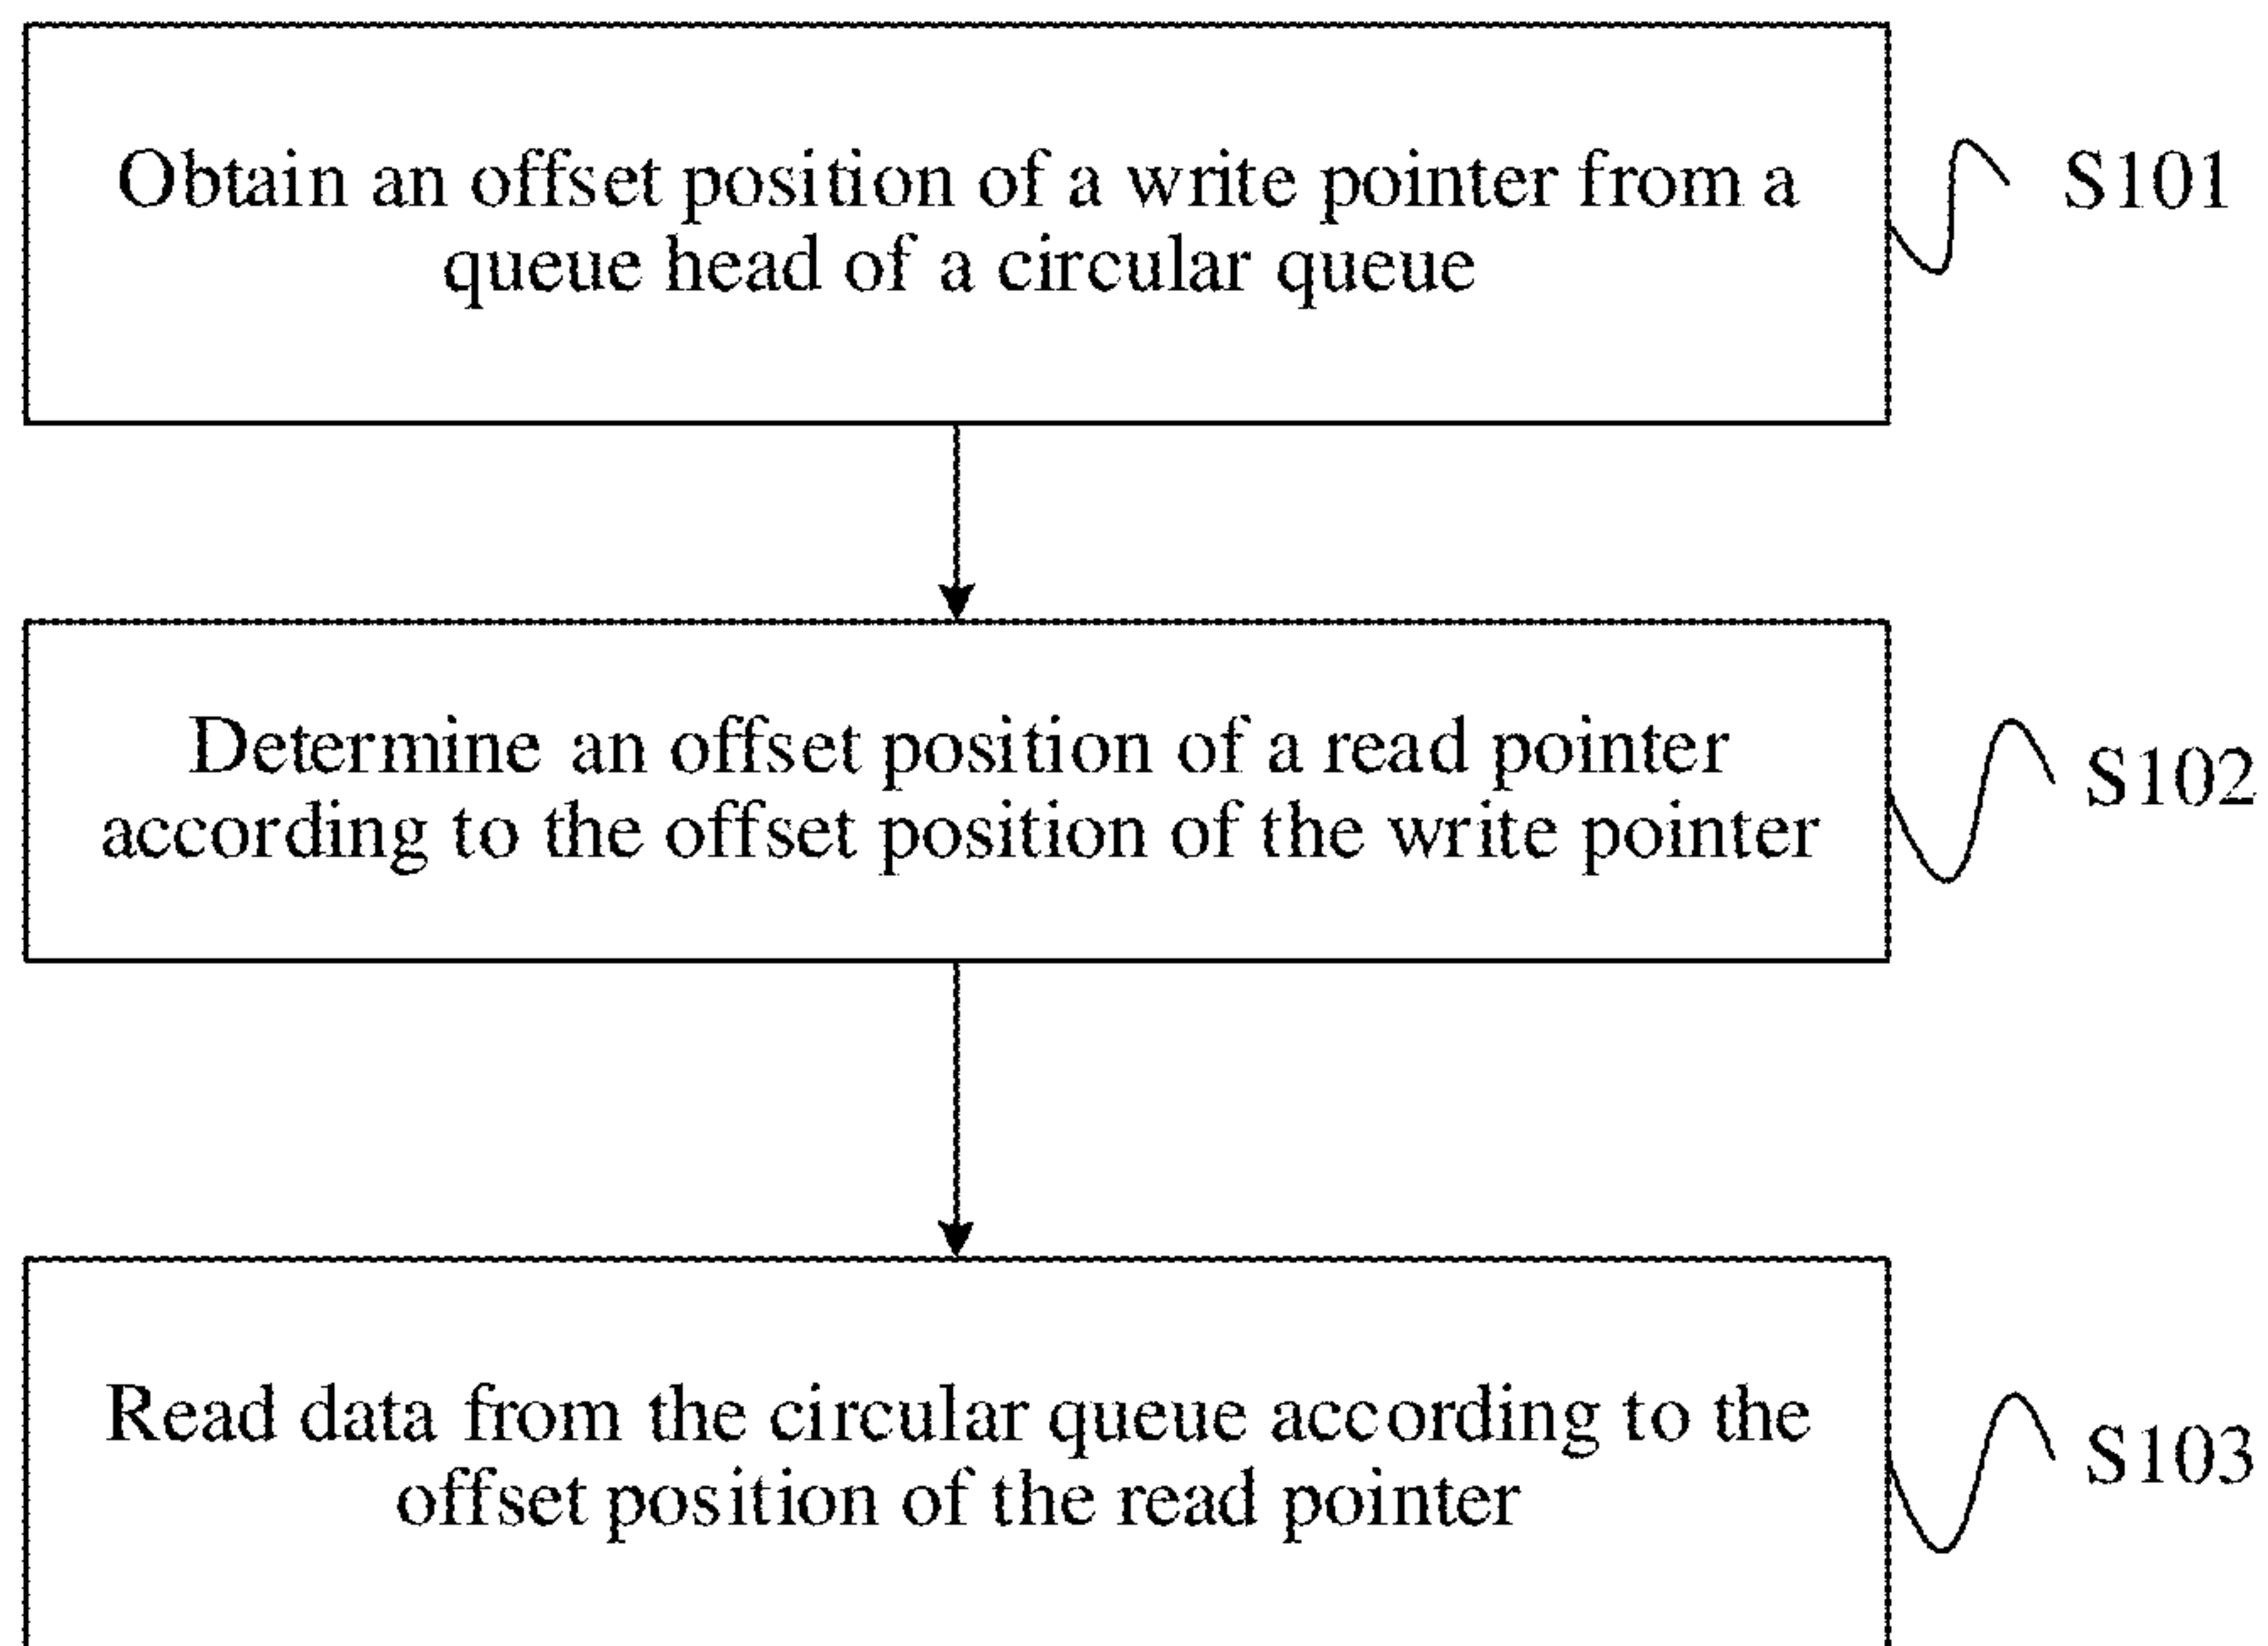 Obtain an offset position of a write pointer from a
queue head of a circular queue
S101
Determine an offset position of a read pointer
according to the offset position of the write pointer
S102
Read data from the circular queue according to the
offset position of the read pointer
S103